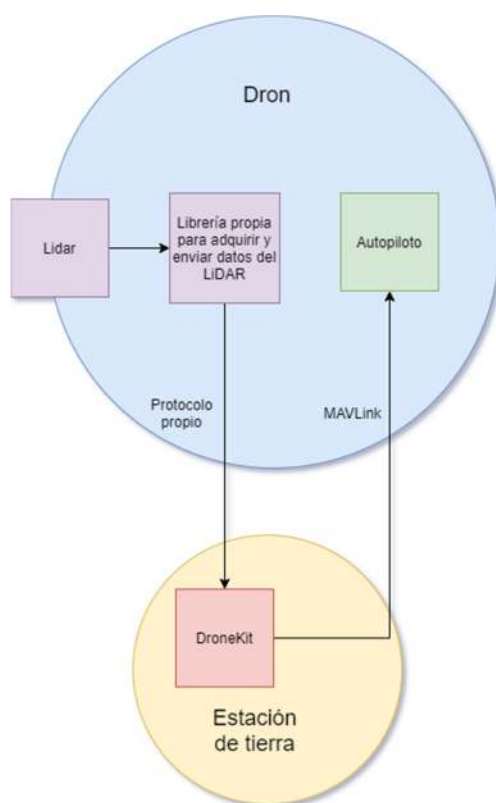 Dron
Lidar
Librería propia
para adquirir y
enviar datos del
LiDAR
Autopiloto
Protocolo
propio
MAVLink
DroneKit
Estación
de tierra